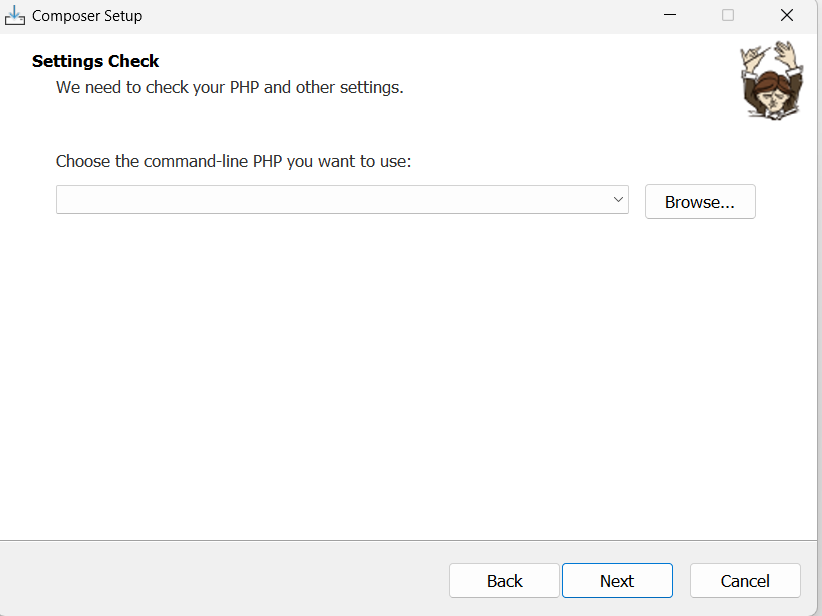 Composer Setup
Settings Check
We need to check your PHP and other settings.
Choose the command-line PHP you want to use:
Browse...
Back
Next
Cancel